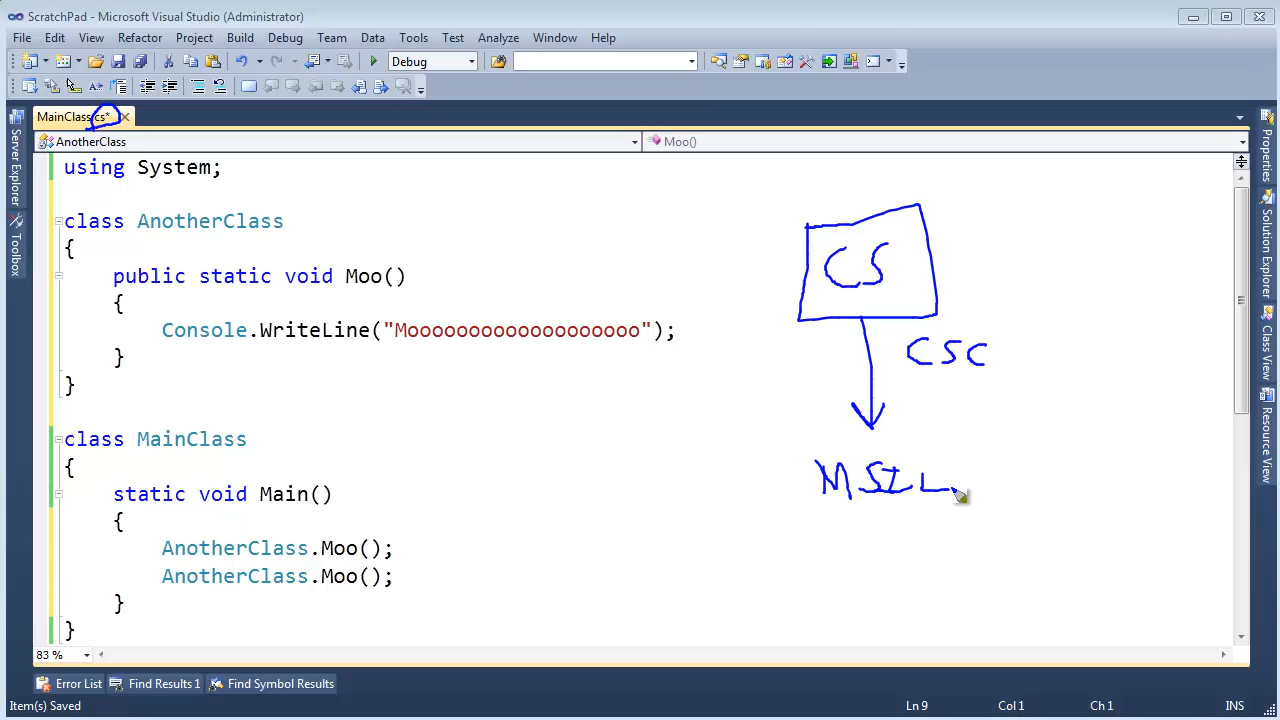 ScratchPad - Microsoft Visual Studio (Administrator)
File Edit View Refactor Project Build Debug Team Data Tools Test Analyze Window Help
Debug
MainClass.cs*
AnotherClass Moo()
using System;
class AnotherClass
{
public static void Moo()
{
Console.WriteLine("Mooooooooooooooooooo");
}
}
class MainClass
{
static void Main()
{
AnotherClass.Moo();
AnotherClass.Moo();
}
}
CS
CSC
MSIL
Server Explorer
Toolbox
Properties
Solution Explorer
Class View
Resource View
83 %
Error List Find Results 1 Find Symbol Results
Item(s) Saved Ln 9 Col 1 Ch 1 INS